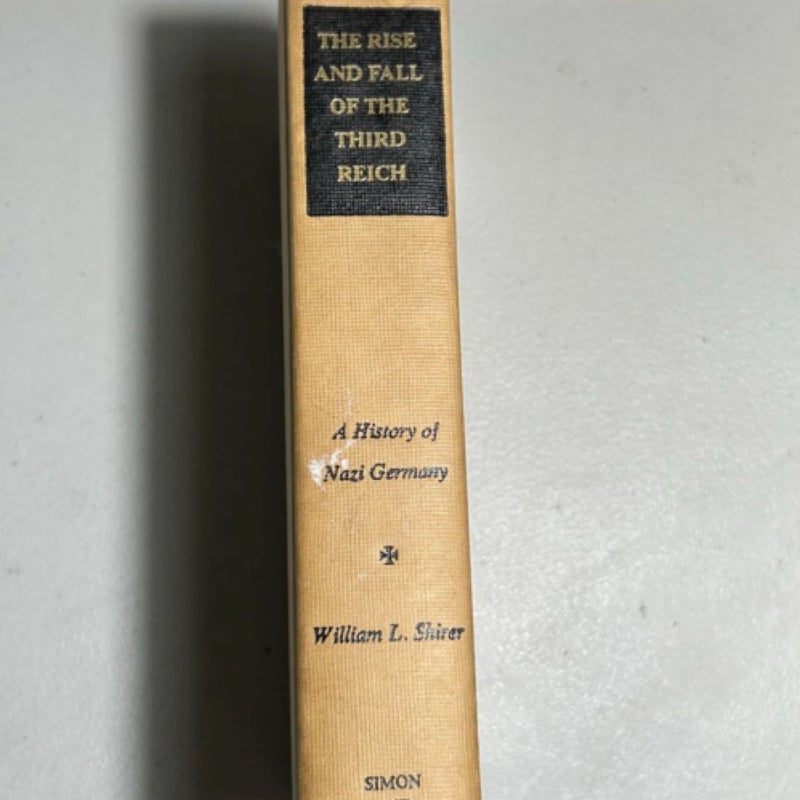 THE RISE
AND FALL
OF THE
THIRD
REICH
A History of
Nazi Germany
William L. Shirer
SIMON